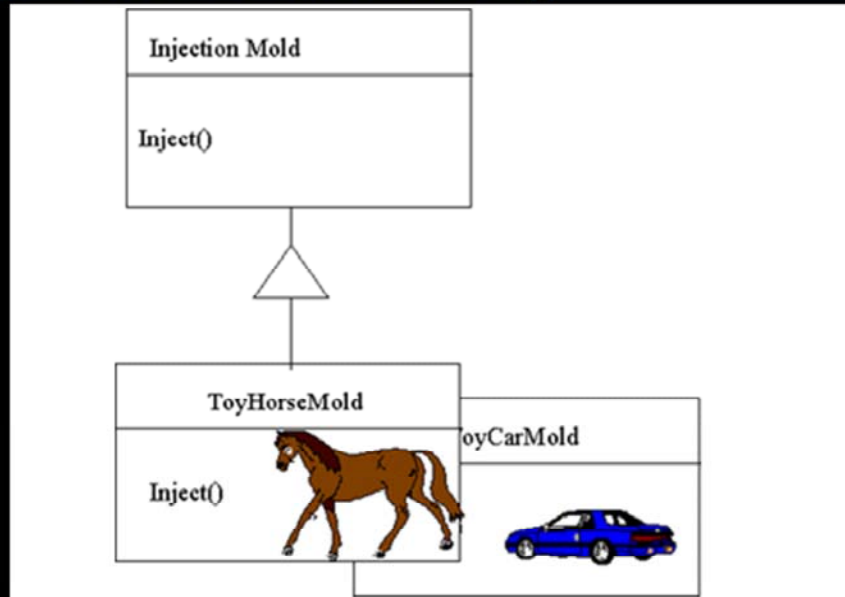 Injection Mold
Inject()
ToyHorseMold
oyCarMold
Inject()